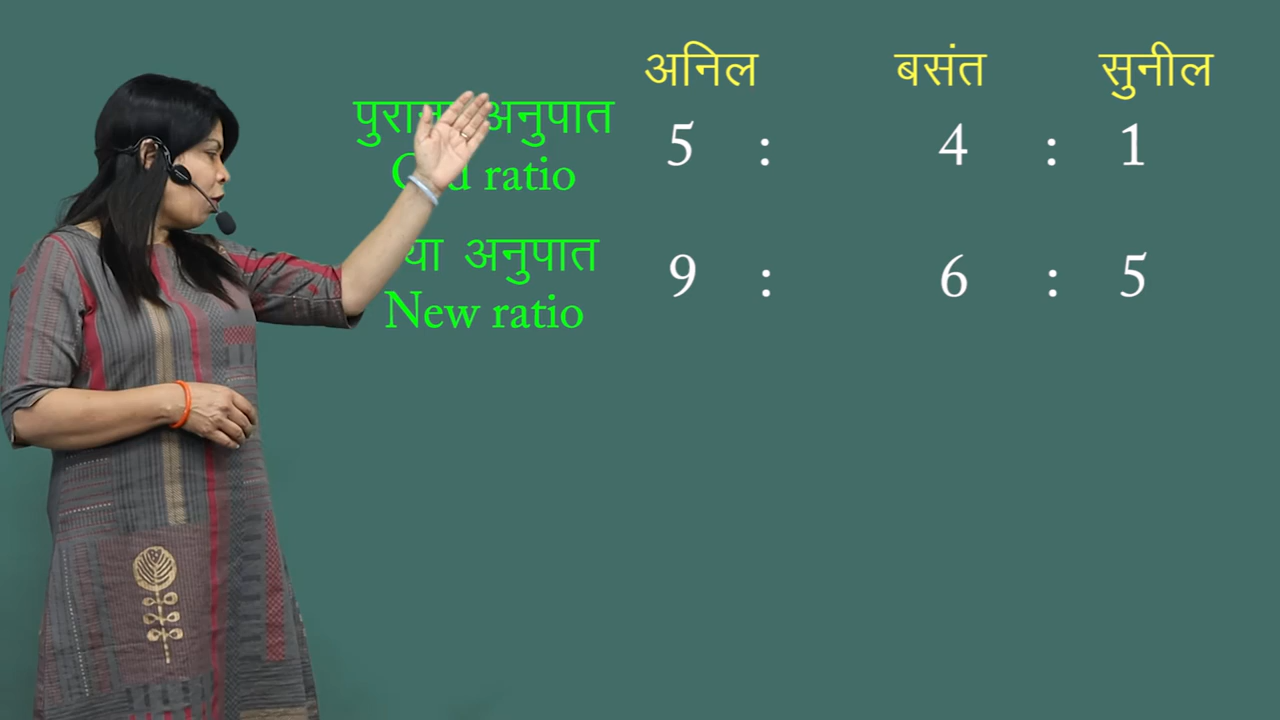 अनिल बसंत सुनील
अनुपात 5 : 4 : 1
ratio
अनुपात 9 : 6 : 5
New ratio